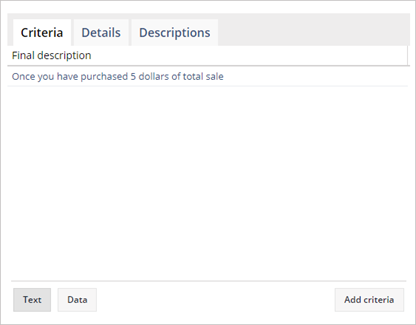 Criteria Details Descriptions
Final description
Once you have purchased 5 dollars of total sale
Text Data Add criteria